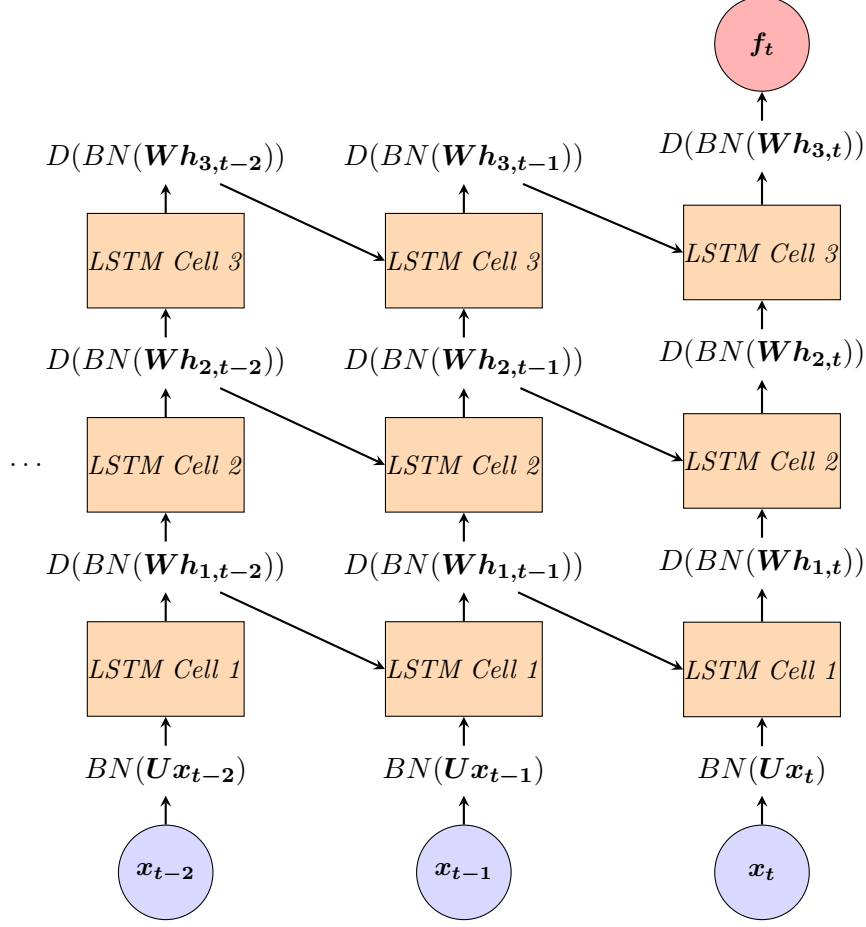 f_t
D(BN(Wh_{3,t−2})) D(BN(Wh_{3,t−1})) D(BN(Wh_{3,t}))
LSTM Cell 3 LSTM Cell 3 LSTM Cell 3
D(BN(Wh_{2,t−2})) D(BN(Wh_{2,t−1})) D(BN(Wh_{2,t}))
... LSTM Cell 2 LSTM Cell 2 LSTM Cell 2
D(BN(Wh_{1,t−2})) D(BN(Wh_{1,t−1})) D(BN(Wh_{1,t}))
LSTM Cell 1 LSTM Cell 1 LSTM Cell 1
BN(Ux_{t−2}) BN(Ux_{t−1}) BN(Ux_t)
x_{t−2} x_{t−1} x_t